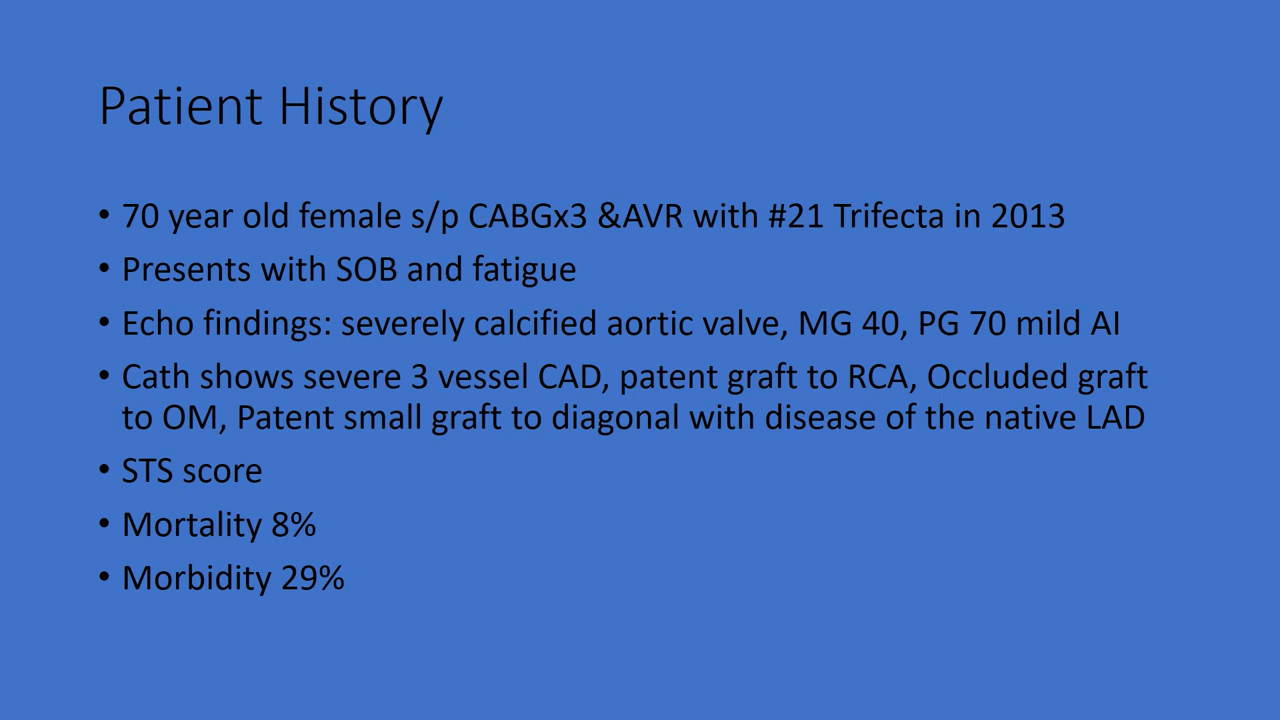 Patient History
• 70 year old female s/p CABGx3 &AVR with #21 Trifecta in 2013
• Presents with SOB and fatigue
• Echo findings: severely calcified aortic valve, MG 40, PG 70 mild AI
• Cath shows severe 3 vessel CAD, patent graft to RCA, Occluded graft
to OM, Patent small graft to diagonal with disease of the native LAD
• STS score
• Mortality 8%
• Morbidity 29%